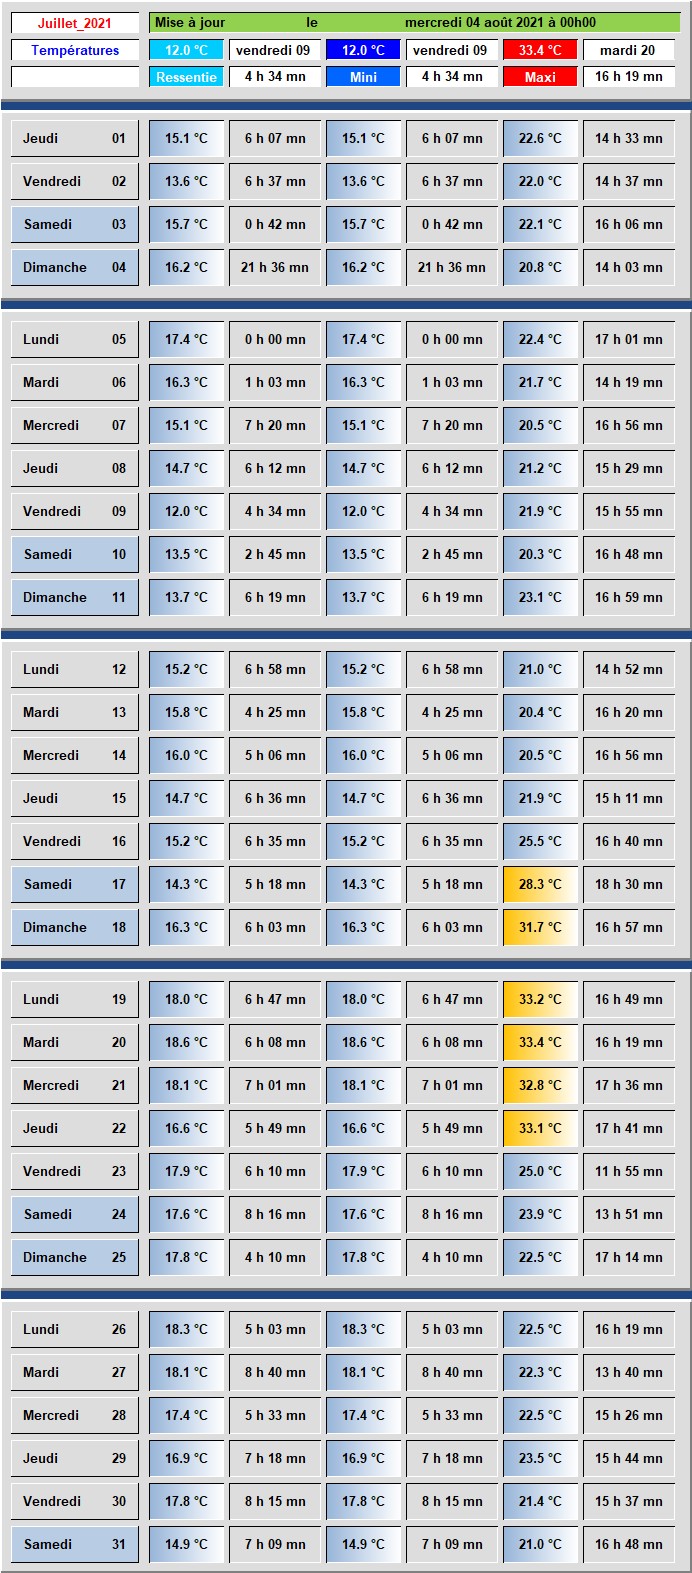 Juillet_2021 Mise à jour le mercredi 04 août 2021 à 00h00
Températures 12.0 °C vendredi 09 12.0 °C vendredi 09 33.4 °C mardi 20
Ressentie 4 h 34 mn Mini 4 h 34 mn Maxi 16 h 19 mn
Jeudi 01 15.1 °C 6 h 07 mn 15.1 °C 6 h 07 mn 22.6 °C 14 h 33 mn
Vendredi 02 13.6 °C 6 h 37 mn 13.6 °C 6 h 37 mn 22.0 °C 14 h 37 mn
Samedi 03 15.7 °C 0 h 42 mn 15.7 °C 0 h 42 mn 22.1 °C 16 h 06 mn
Dimanche 04 16.2 °C 21 h 36 mn 16.2 °C 21 h 36 mn 20.8 °C 14 h 03 mn
Lundi 05 17.4 °C 0 h 00 mn 17.4 °C 0 h 00 mn 22.4 °C 17 h 01 mn
Mardi 06 16.3 °C 1 h 03 mn 16.3 °C 1 h 03 mn 21.7 °C 14 h 19 mn
Mercredi 07 15.1 °C 7 h 20 mn 15.1 °C 7 h 20 mn 20.5 °C 16 h 56 mn
Jeudi 08 14.7 °C 6 h 12 mn 14.7 °C 6 h 12 mn 21.2 °C 15 h 29 mn
Vendredi 09 12.0 °C 4 h 34 mn 12.0 °C 4 h 34 mn 21.9 °C 15 h 55 mn
Samedi 10 13.5 °C 2 h 45 mn 13.5 °C 2 h 45 mn 20.3 °C 16 h 48 mn
Dimanche 11 13.7 °C 6 h 19 mn 13.7 °C 6 h 19 mn 23.1 °C 16 h 59 mn
Lundi 12 15.2 °C 6 h 58 mn 15.2 °C 6 h 58 mn 21.0 °C 14 h 52 mn
Mardi 13 15.8 °C 4 h 25 mn 15.8 °C 4 h 25 mn 20.4 °C 16 h 20 mn
Mercredi 14 16.0 °C 5 h 06 mn 16.0 °C 5 h 06 mn 20.5 °C 16 h 56 mn
Jeudi 15 14.7 °C 6 h 36 mn 14.7 °C 6 h 36 mn 21.9 °C 15 h 11 mn
Vendredi 16 15.2 °C 6 h 35 mn 15.2 °C 6 h 35 mn 25.5 °C 16 h 40 mn
Samedi 17 14.3 °C 5 h 18 mn 14.3 °C 5 h 18 mn 28.3 °C 18 h 30 mn
Dimanche 18 16.3 °C 6 h 03 mn 16.3 °C 6 h 03 mn 31.7 °C 16 h 57 mn
Lundi 19 18.0 °C 6 h 47 mn 18.0 °C 6 h 47 mn 33.2 °C 16 h 49 mn
Mardi 20 18.6 °C 6 h 08 mn 18.6 °C 6 h 08 mn 33.4 °C 16 h 19 mn
Mercredi 21 18.1 °C 7 h 01 mn 18.1 °C 7 h 01 mn 32.8 °C 17 h 36 mn
Jeudi 22 16.6 °C 5 h 49 mn 16.6 °C 5 h 49 mn 33.1 °C 17 h 41 mn
Vendredi 23 17.9 °C 6 h 10 mn 17.9 °C 6 h 10 mn 25.0 °C 11 h 55 mn
Samedi 24 17.6 °C 8 h 16 mn 17.6 °C 8 h 16 mn 23.9 °C 13 h 51 mn
Dimanche 25 17.8 °C 4 h 10 mn 17.8 °C 4 h 10 mn 22.5 °C 17 h 14 mn
Lundi 26 18.3 °C 5 h 03 mn 18.3 °C 5 h 03 mn 22.5 °C 16 h 19 mn
Mardi 27 18.1 °C 8 h 40 mn 18.1 °C 8 h 40 mn 22.3 °C 13 h 40 mn
Mercredi 28 17.4 °C 5 h 33 mn 17.4 °C 5 h 33 mn 22.5 °C 15 h 26 mn
Jeudi 29 16.9 °C 7 h 18 mn 16.9 °C 7 h 18 mn 23.5 °C 15 h 44 mn
Vendredi 30 17.8 °C 8 h 15 mn 17.8 °C 8 h 15 mn 21.4 °C 15 h 37 mn
Samedi 31 14.9 °C 7 h 09 mn 14.9 °C 7 h 09 mn 21.0 °C 16 h 48 mn